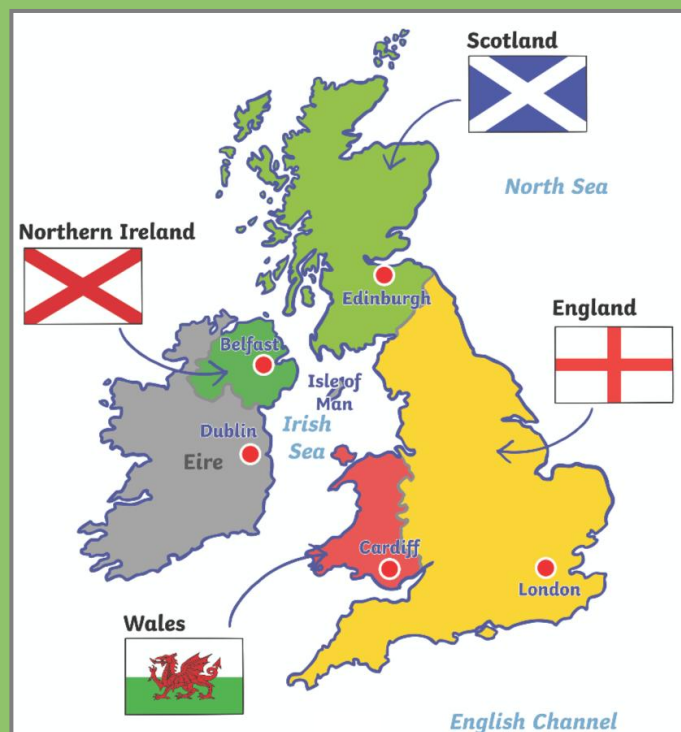 Scotland
North Sea
Northern Ireland
Edinburgh
England
Belfast
Isle of
Man
Irish
Sea
Dublin
Eire
Cardiff
London
Wales
English Channel